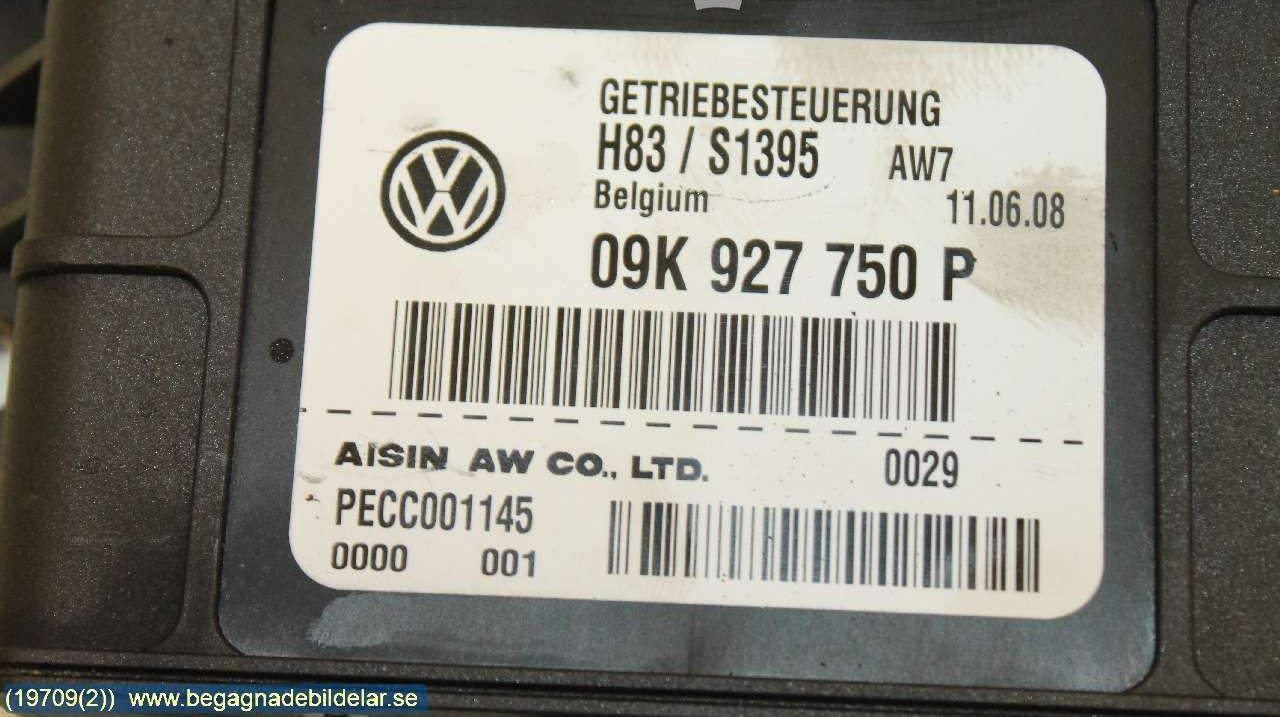 GETRIEBESTEUERUNG
H83 / S1395 AW7
Belgium 11.06.08
09K 927 750 P
AISIN AW CO., LTD. 0029
PECC001145
0000 001
(19709(2)) www.begagnadebildelar.se